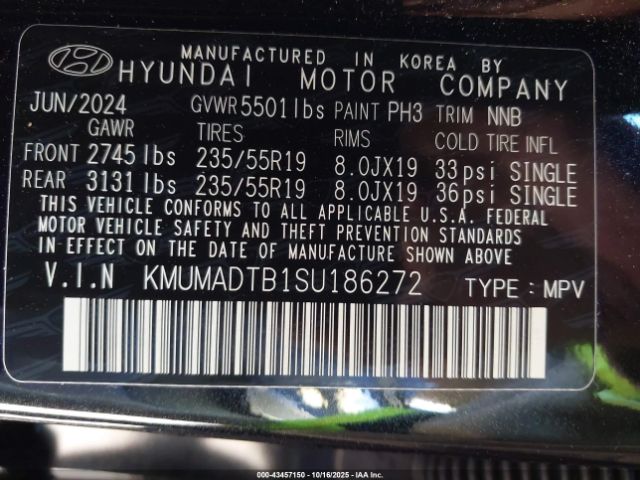 MANUFACTURED IN KOREA BY
HYUNDAI MOTOR COMPANY
JUN/2024 GVWR 5501lbs PAINT PH3 TRIM NNB
GAWR TIRES RIMS COLD TIRE INFL
FRONT 2745lbs 235/55R19 8.0JX19 33psi SINGLE
REAR 3131lbs 235/55R19 8.0JX19 36psi SINGLE
THIS VEHICLE CONFORMS TO ALL APPLICABLE U.S.A. FEDERAL
MOTOR VEHICLE SAFETY AND THEFT PREVENTION STANDARDS
IN EFFECT ON THE DATE OF MANUFACTURE SHOWN ABOVE
V.I.N KMUMADTB1SU186272 TYPE : MPV
000-43457150 | 10/16/2025 | IAA Inc.